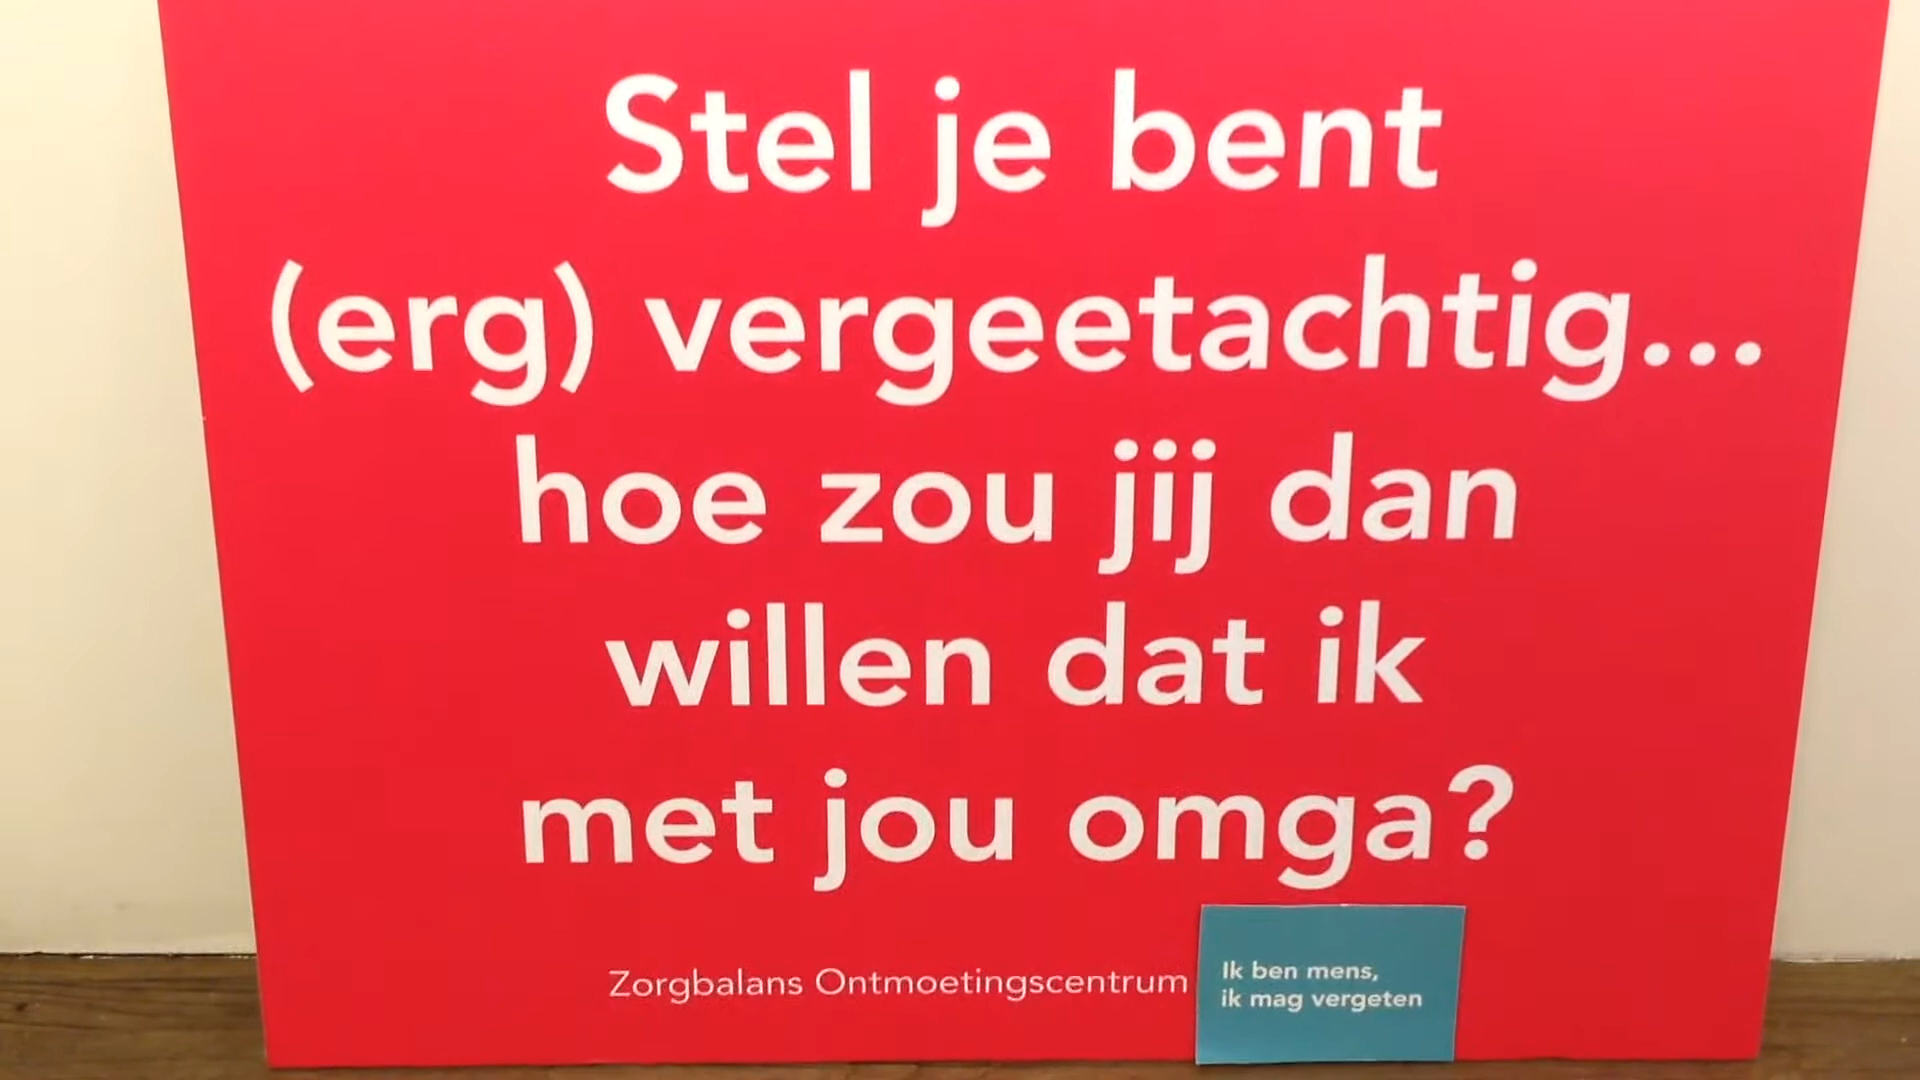 Stel je bent
(erg) vergeetachtig...
hoe zou jij dan
willen dat ik
met jou omga?
Zorgbalans Ontmoetingscentrum
Ik ben mens,
ik mag vergeten